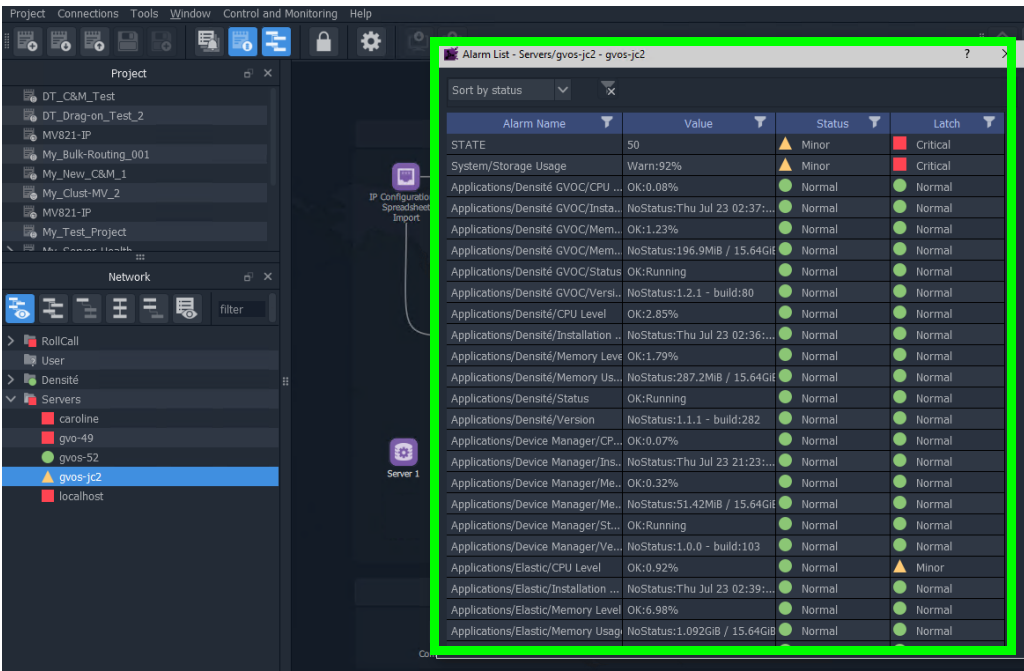 Project Connections Tools Window Control and Monitoring Help
Project
DT_C&M_Test
DT_Drag-on_Test_2
MV821-IP
My_Bulk-Routing_001
My_New_C&M_1
My_Clust-MV_2
MV821-IP
My_Test_Project
My_Server_Health
Network
filter
RollCall
User
Densité
Servers
caroline
gvo-49
gvos-52
gvos-jc2
localhost
IP Configuratio
Spreadsheet
Import
Server 1
Co
Alarm List - Servers/gvos-jc2 - gvos-jc2 ?
Sort by status
Alarm Name Value Status Latch
STATE 50 Minor Critical
System/Storage Usage Warn:92% Minor Critical
Applications/Densité GVOC/CPU ... OK:0.08% Normal Normal
Applications/Densité GVOC/Insta... NoStatus:Thu Jul 23 02:37:... Normal Normal
Applications/Densité GVOC/Mem... OK:1.23% Normal Normal
Applications/Densité GVOC/Mem... NoStatus:196.9MiB / 15.64GiB Normal Normal
Applications/Densité GVOC/Status OK:Running Normal Normal
Applications/Densité GVOC/Versi... NoStatus:1.2.1 - build:80 Normal Normal
Applications/Densité/CPU Level OK:2.85% Normal Normal
Applications/Densité/Installation ... NoStatus:Thu Jul 23 02:36:... Normal Normal
Applications/Densité/Memory Leve OK:1.79% Normal Normal
Applications/Densité/Memory Us... NoStatus:287.2MiB / 15.64GiB Normal Normal
Applications/Densité/Status OK:Running Normal Normal
Applications/Densité/Version NoStatus:1.1.1 - build:282 Normal Normal
Applications/Device Manager/CP... OK:0.07% Normal Normal
Applications/Device Manager/Ins... NoStatus:Thu Jul 23 21:23:... Normal Normal
Applications/Device Manager/Me... OK:0.32% Normal Normal
Applications/Device Manager/Me... NoStatus:51.42MiB / 15.64GiB Normal Normal
Applications/Device Manager/St... OK:Running Normal Normal
Applications/Device Manager/Ve... NoStatus:1.0.0 - build:103 Normal Normal
Applications/Elastic/CPU Level OK:0.92% Normal Minor
Applications/Elastic/Installation ... NoStatus:Thu Jul 23 02:39:... Normal Normal
Applications/Elastic/Memory Level OK:6.98% Normal Normal
Applications/Elastic/Memory Usag NoStatus:1.092GiB / 15.64GiB Normal Normal